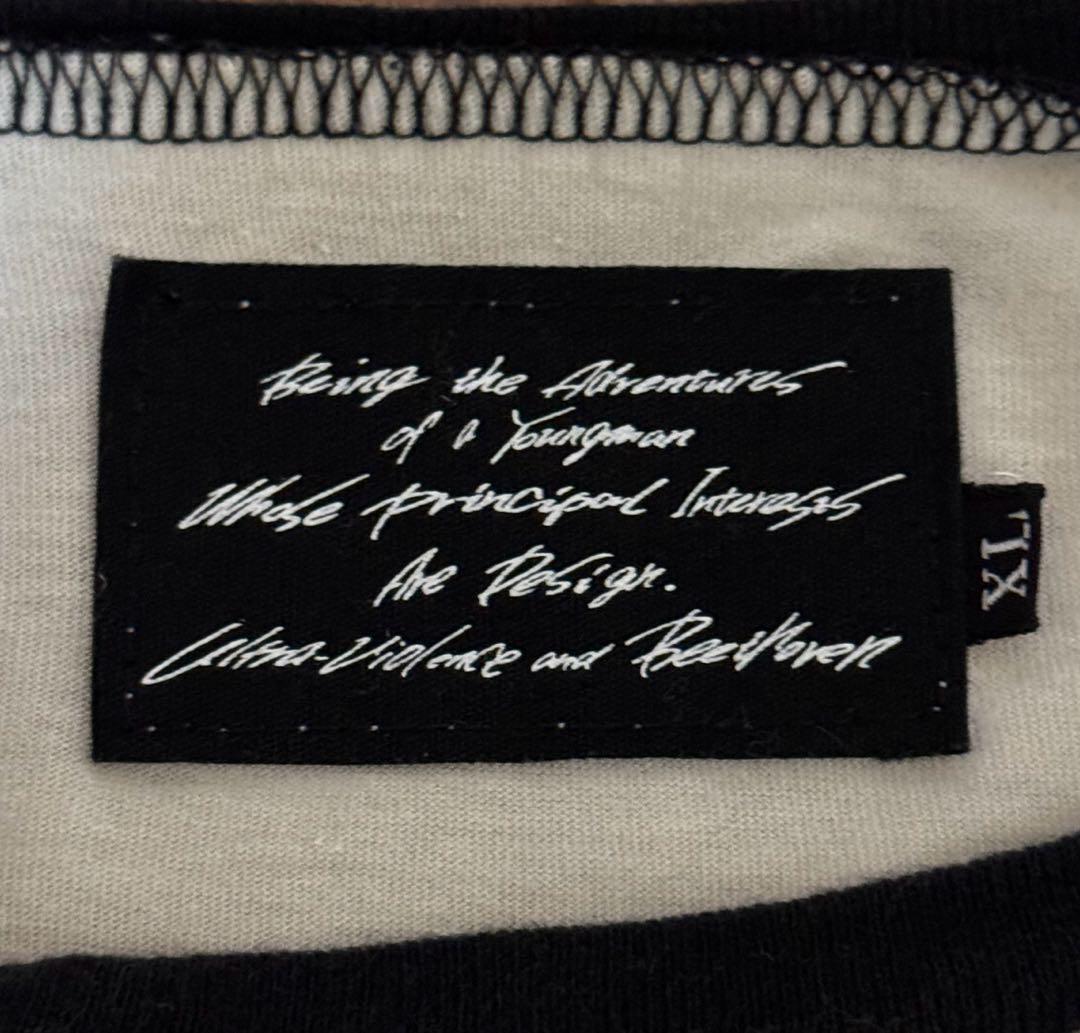 Being the Adventures
of a Youngman
Whose principal Interests
Are Design.
Ultra-Violence and Beethoven
XL